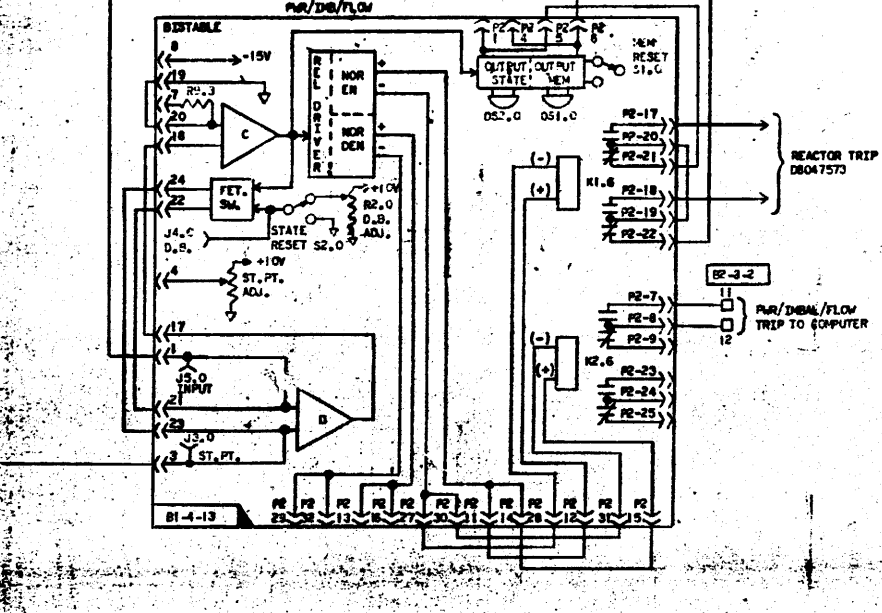 PWR/IMB/FLOW
BISTABLE
8
-15V
19
7
R9.3
20
18
C
REL DRIVER
NOR EN
NOR DEN
+
-
+
-
24
22
FET. SW.
J4.0
D.B.
STATE RESET
S2.0
+10V
R2.0
D.B.
ADJ.
4
+10V
ST.PT.
ADJ.
17
1
J5.0
INPUT
21
23
J3.0
3
ST.PT.
B1-4-13
P2
P2
4
P2
5
P2
6
OUTPUT STATE
OUTPUT MEM
MEM RESET
S1.0
DS2.0
DS1.0
(-)
(+)
K1.6
P2-17
P2-20
P2-21
P2-18
P2-19
P2-22
REACTOR TRIP
D8047573
B2-3-2
11
12
PWR/IMBAL/FLOW
TRIP TO COMPUTER
(-)
(+)
K2.6
P2-7
P2-8
P2-9
P2-23
P2-24
P2-25
P2 P2 P2 P2 P2 P2 P2 P2 P2 P2 P2 P2
29 32 13 16 27 30 11 14 28 12 31 15